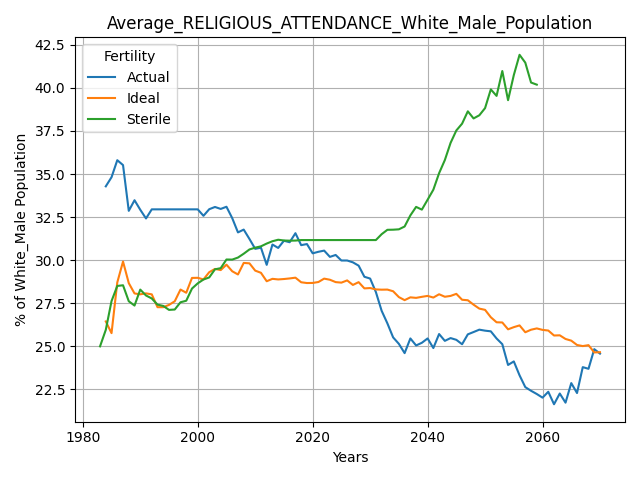 Average_RELIGIOUS_ATTENDANCE_White_Male_Population
42.5
40.0
37.5
35.0
32.5
30.0
27.5
25.0
22.5
% of White_Male Population
Fertility
Actual
Ideal
Sterile
1980
2000
2020
2040
2060
Years